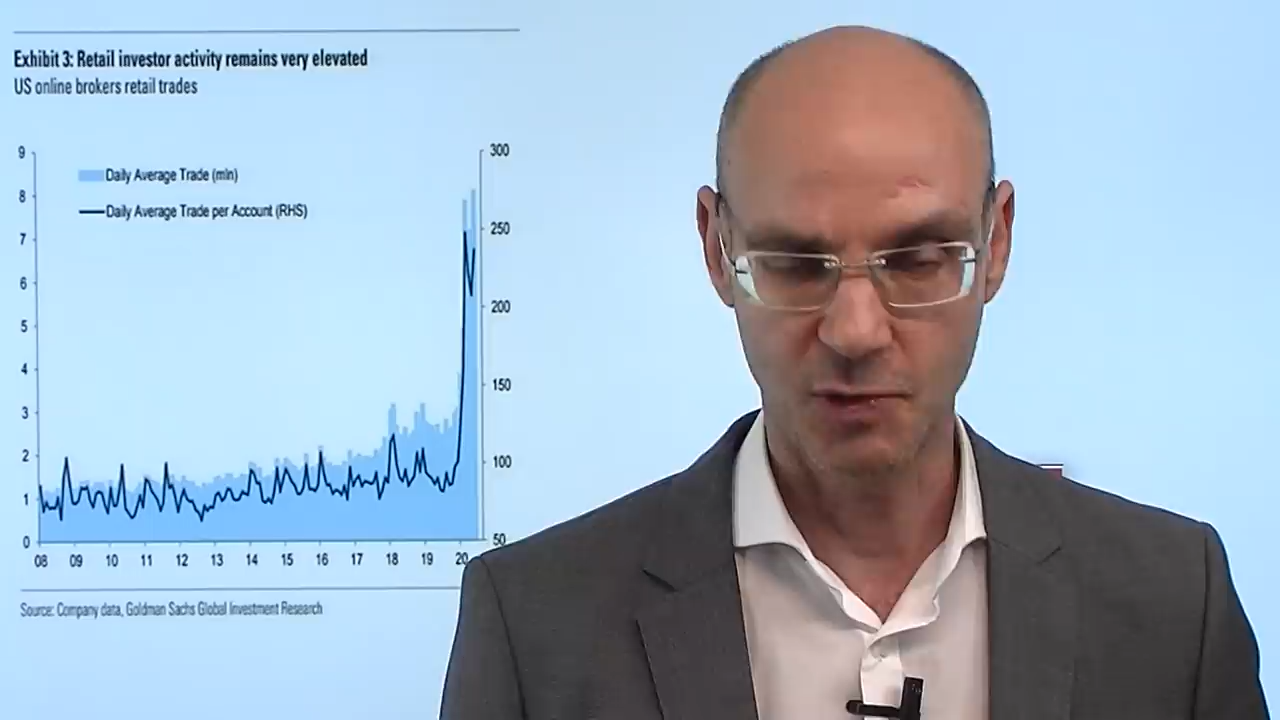 Exhibit 3: Retail investor activity remains very elevated
US online brokers retail trades
9
8
7
6
5
4
3
2
1
0
Daily Average Trade (mln)
Daily Average Trade per Account (RHS)
300
250
200
150
100
50
08 09 10 11 12 13 14 15 16 17 18 19 20
Source: Company data, Goldman Sachs Global Investment Research